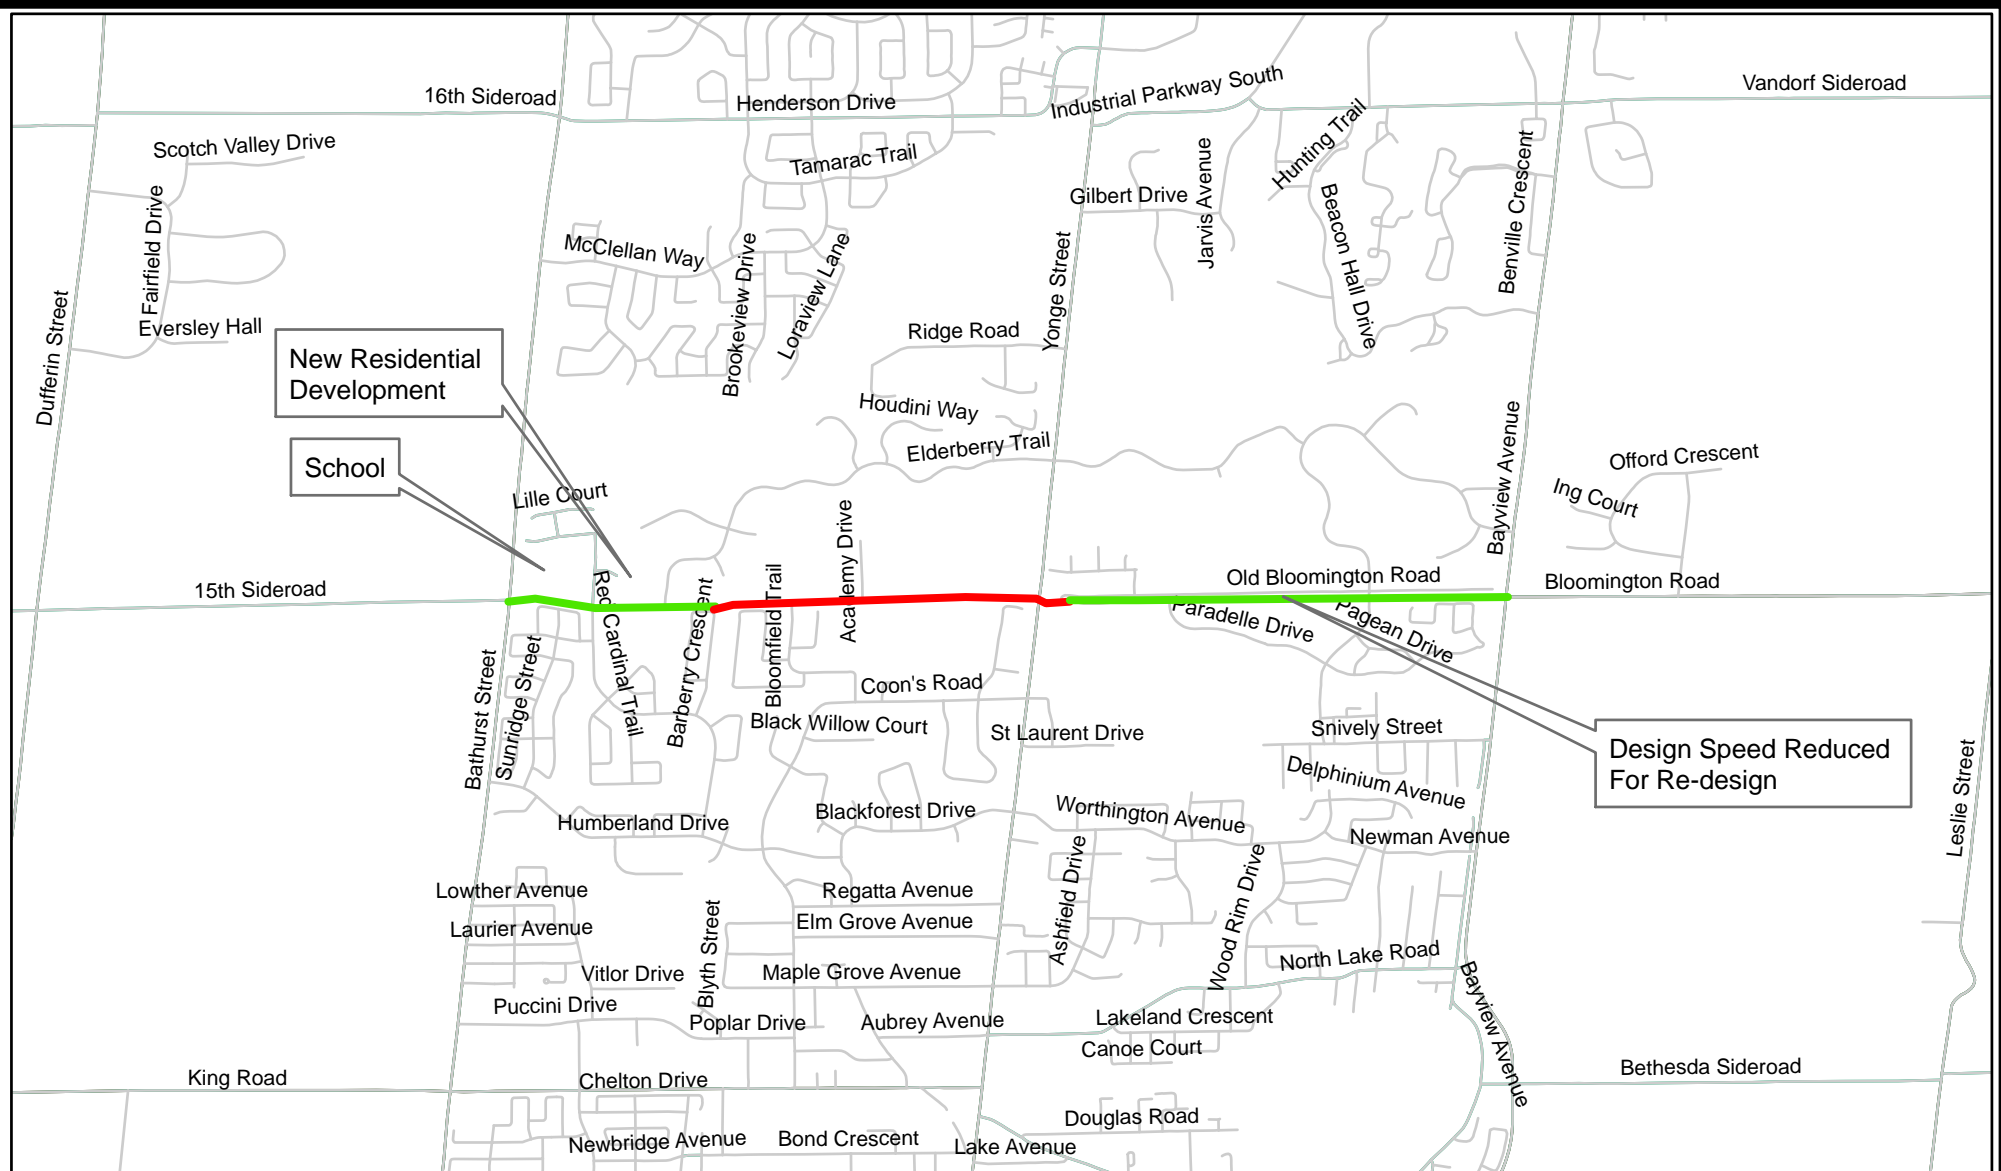 Vandorf Sideroad
Industrial Parkway South
16th Sideroad
Henderson Drive
Hunting Trail
Scotch Valley Drive
Tamarac Trail
Jarvis Avenue
Gilbert Drive
Benville Crescent
Beacon Hall Drive
Fairfield Drive
McClellan Way
Brookeview Drive
Loraview Lane
Yonge Street
Dufferin Street
Eversley Hall
Ridge Road
New Residential
Development
Houdini Way
Elderberry Trail
School
Bayview Avenue
Offord Crescent
Ing Court
Lille Court
Academy Drive
15th Sideroad
Old Bloomington Road
Bloomington Road
Red Cardinal Trail
Barberry Crescent
Bloomfield Trail
Paradelle Drive
Pagean Drive
Bathurst Street
Sunridge Street
Coon's Road
Black Willow Court
St Laurent Drive
Snively Street
Design Speed Reduced
For Re-design
Leslie Street
Delphinium Avenue
Humberland Drive
Blackforest Drive
Worthington Avenue
Newman Avenue
Lowther Avenue
Regatta Avenue
Ashfield Drive
Wood Rim Drive
Laurier Avenue
Elm Grove Avenue
Blyth Street
Vitlor Drive
Maple Grove Avenue
North Lake Road
Puccini Drive
Poplar Drive
Aubrey Avenue
Lakeland Crescent
Canoe Court
Bayview Avenue
King Road
Chelton Drive
Bethesda Sideroad
Newbridge Avenue
Bond Crescent
Lake Avenue
Douglas Road